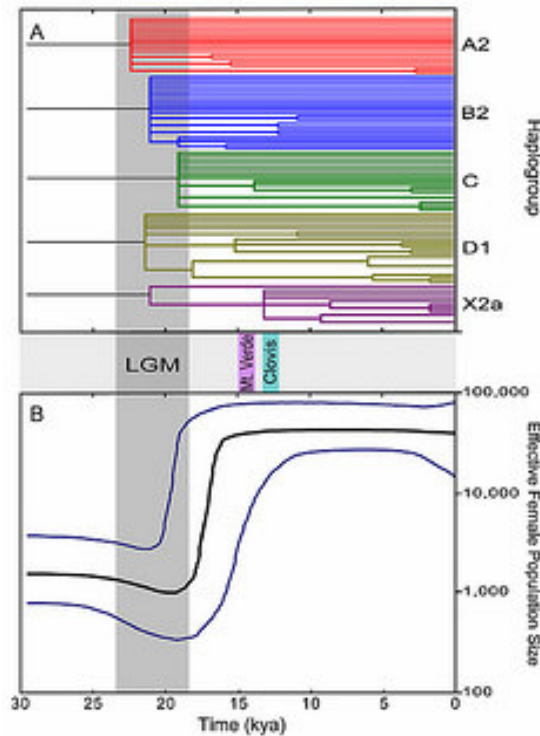 A
A2
B2
C
D1
X2a
Haplogroup
LGM
Mt. Verde
Clovis
B
100,000
10,000
1,000
100
Effective Female Population Size
30 25 20 15 10 5 0
Time (kya)